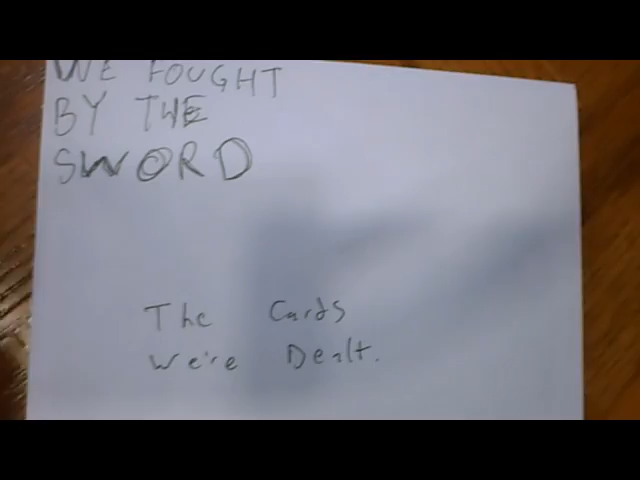 WE FOUGHT
BY THE
SWORD
The Cards
We're Dealt.